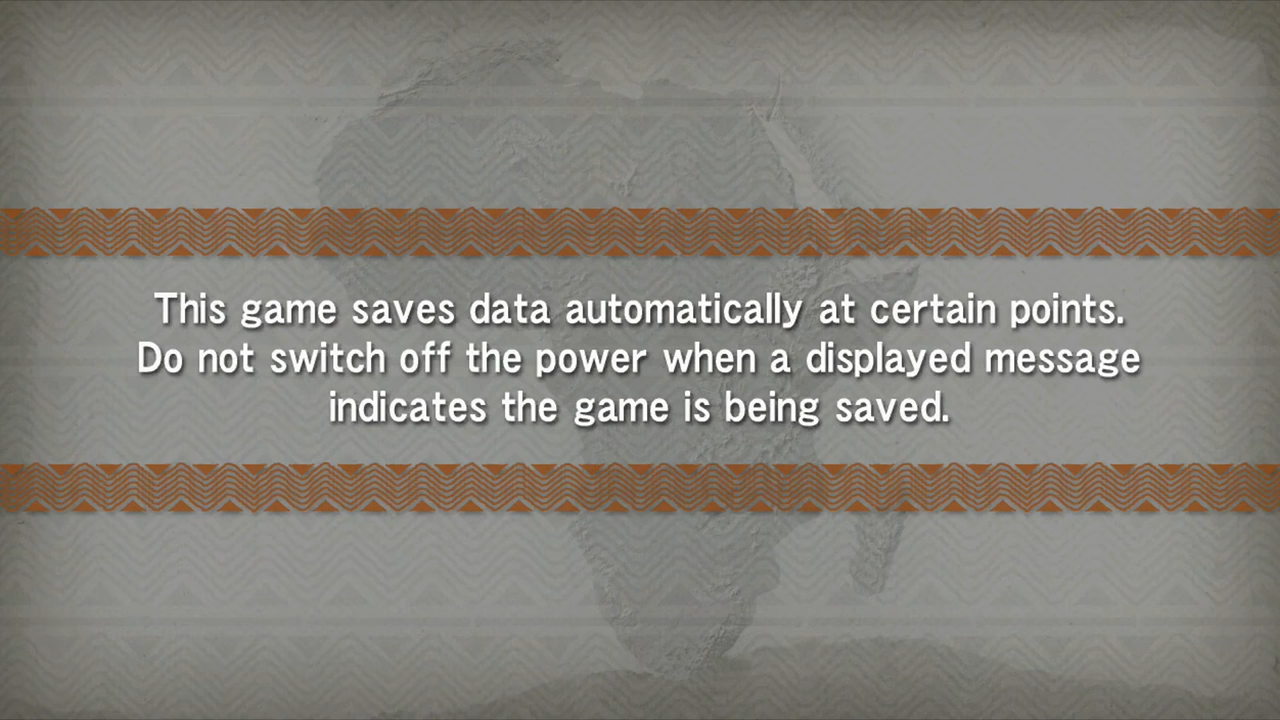 This game saves data automatically at certain points.
Do not switch off the power when a displayed message
indicates the game is being saved.